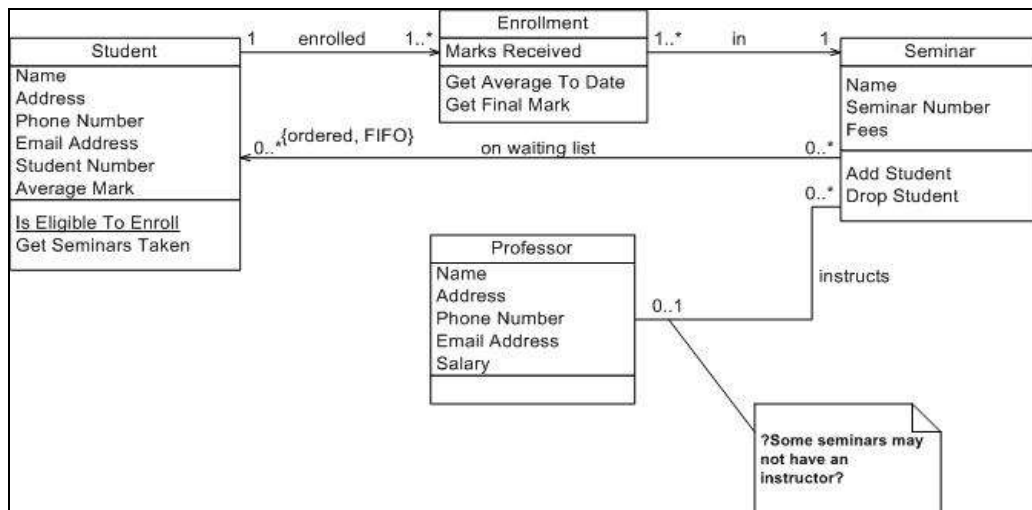 Enrollment
Student
1 enrolled 1..*
Marks Received
1..* in 1
Seminar
Name
Address
Phone Number
Email Address
Student Number
Average Mark
Get Average To Date
Get Final Mark
Name
Seminar Number
Fees
{ordered, FIFO}
0..* on waiting list 0..*
Is Eligible To Enroll
Get Seminars Taken
Add Student
Drop Student
0..*
Professor
Name
Address
Phone Number
Email Address
Salary
0..1
instructs
?Some seminars may
not have an
instructor?